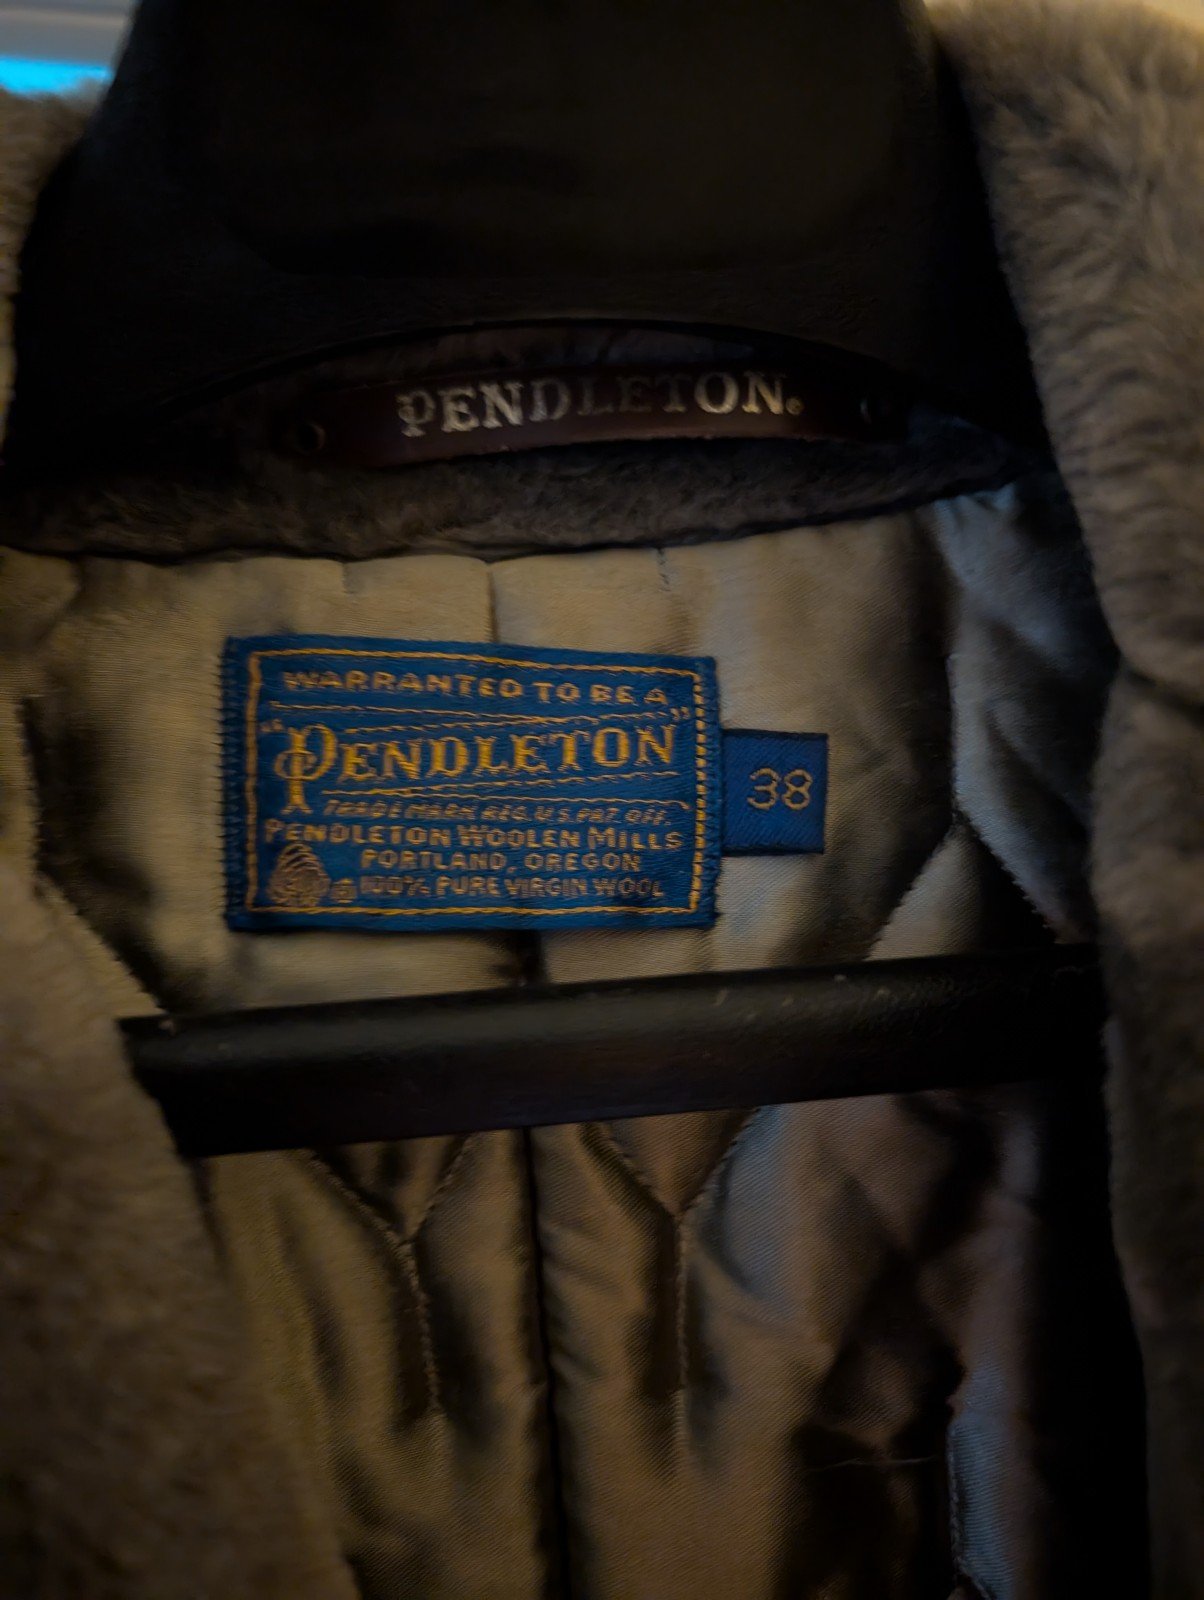 PENDLETON®
WARRANTED TO BE A
"PENDLETON"
TRADE MARK REG. U.S. PAT. OFF.
PENDLETON WOOLEN MILLS
PORTLAND, OREGON
100% PURE VIRGIN WOOL
38